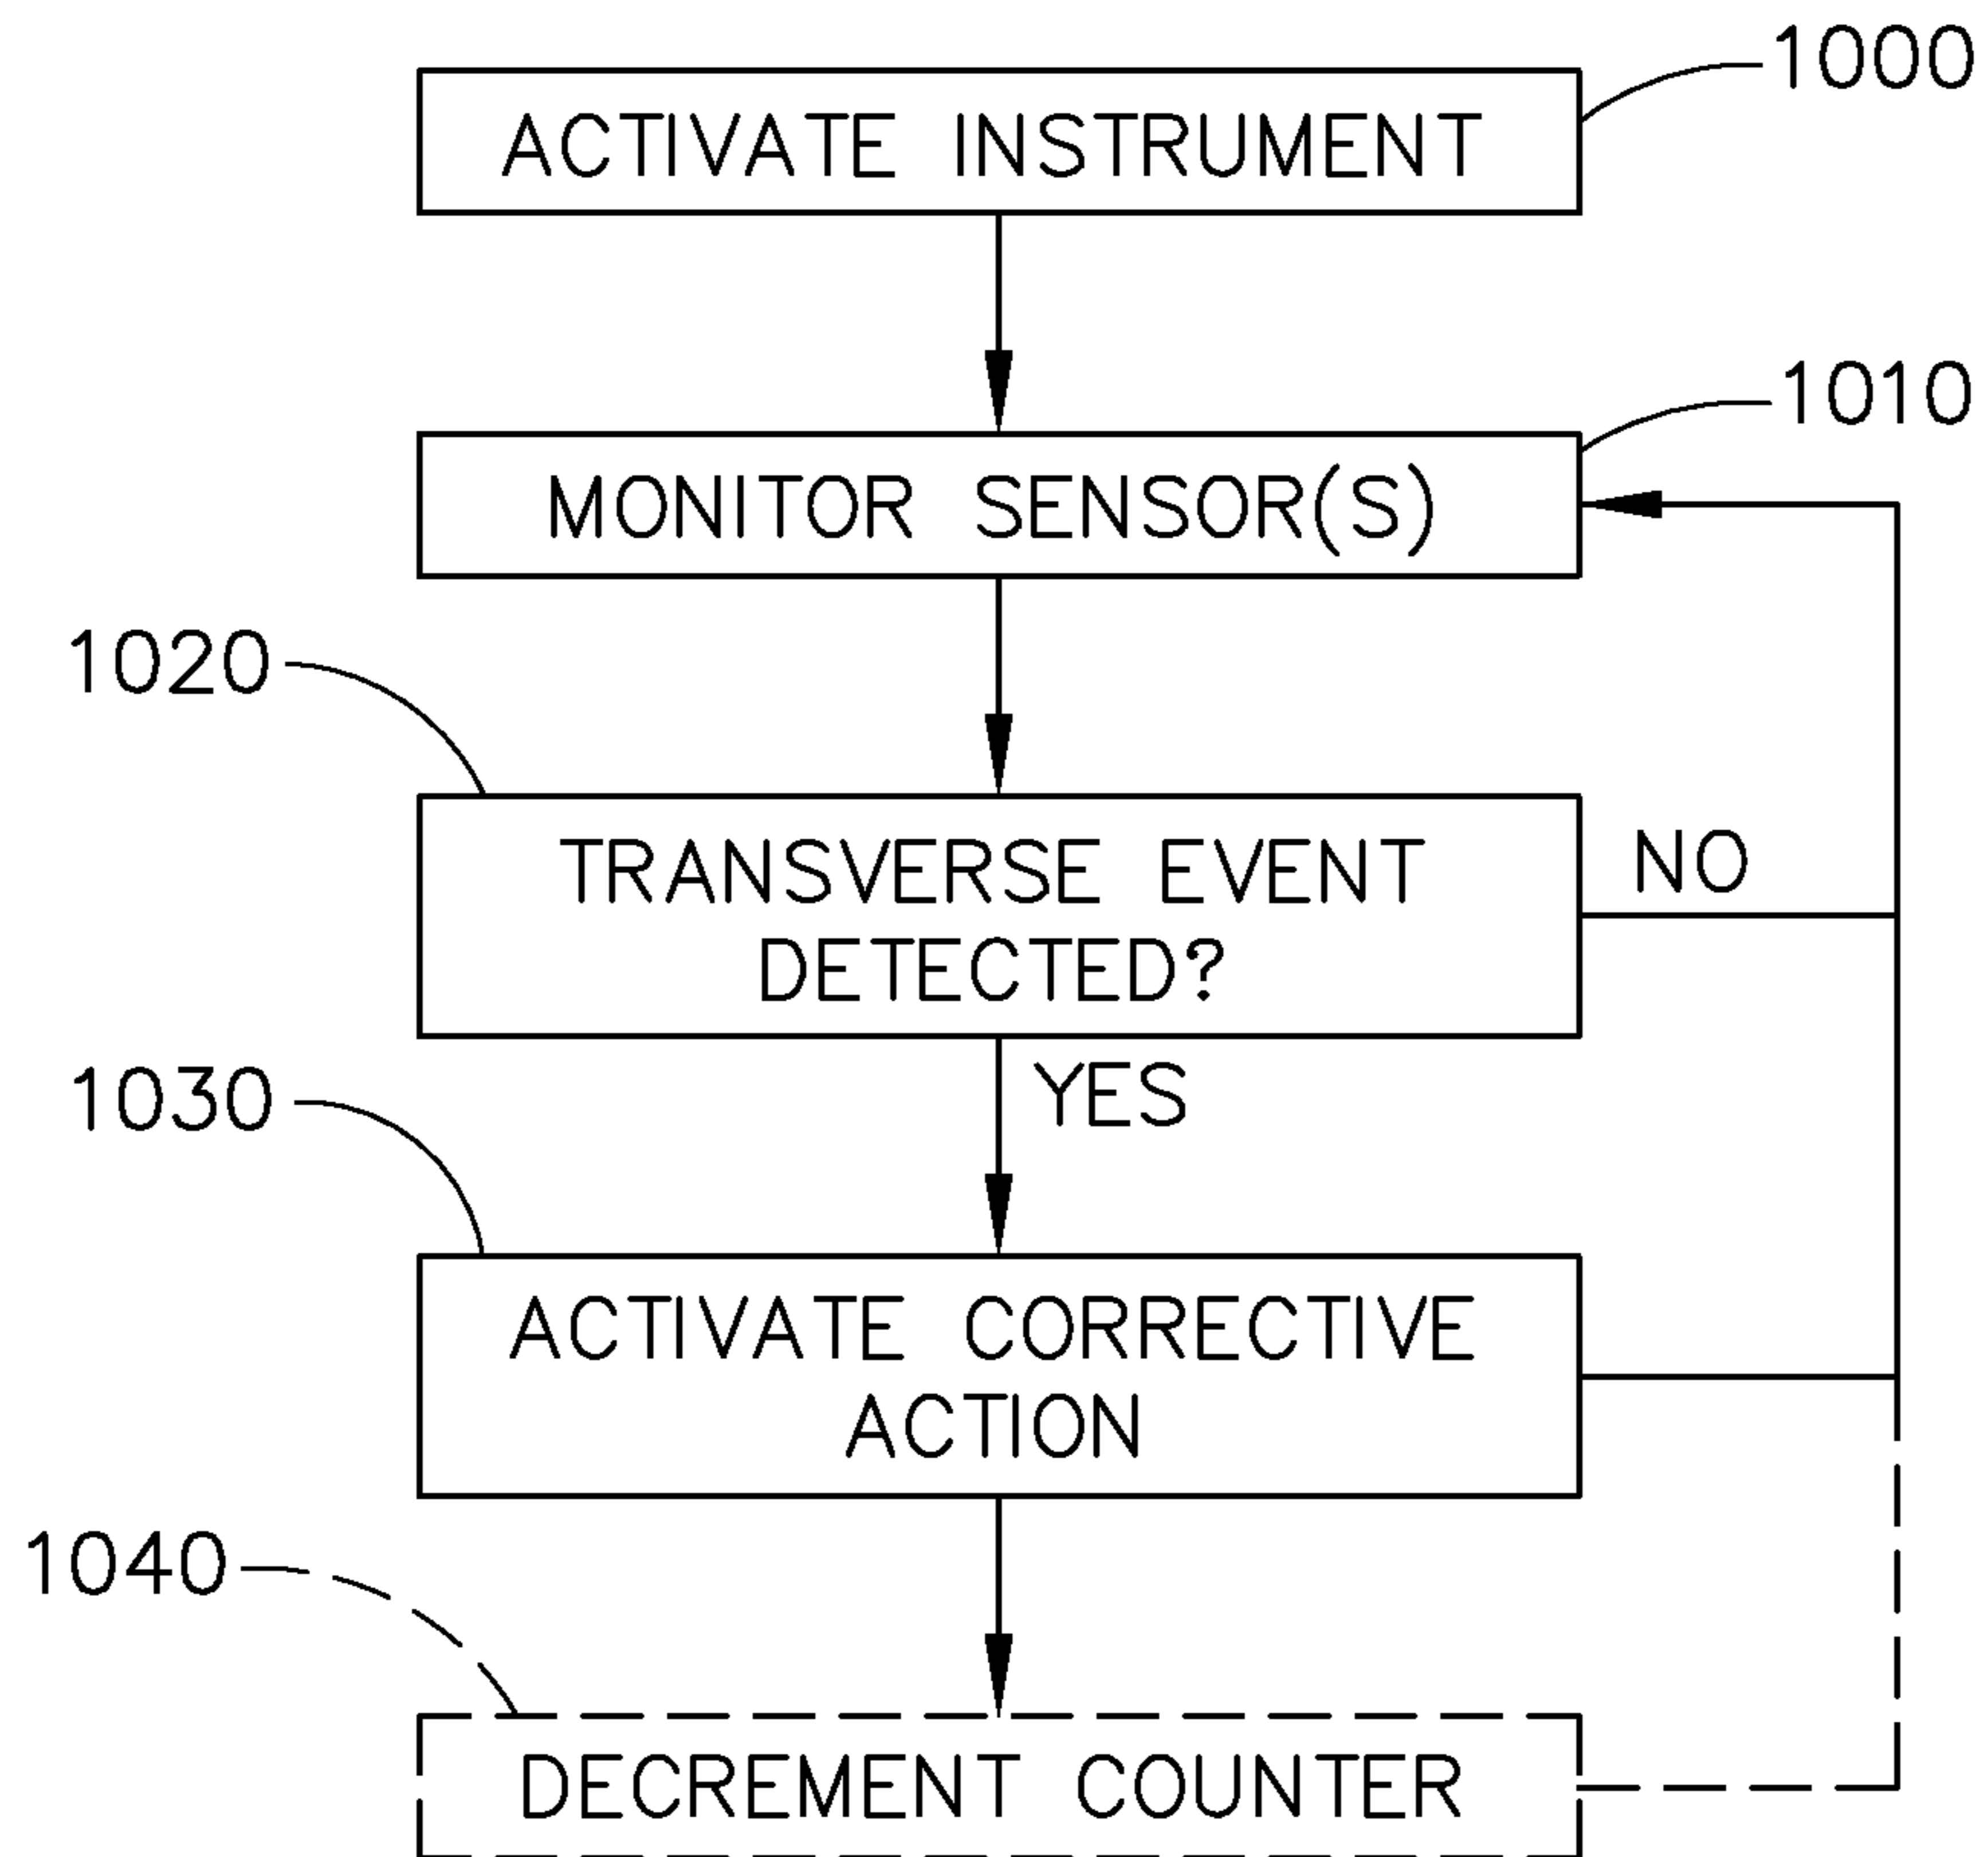 1000
ACTIVATE INSTRUMENT
1010
MONITOR SENSOR(S)
1020
TRANSVERSE EVENT
DETECTED?
NO
YES
1030
ACTIVATE CORRECTIVE
ACTION
1040
DECREMENT COUNTER